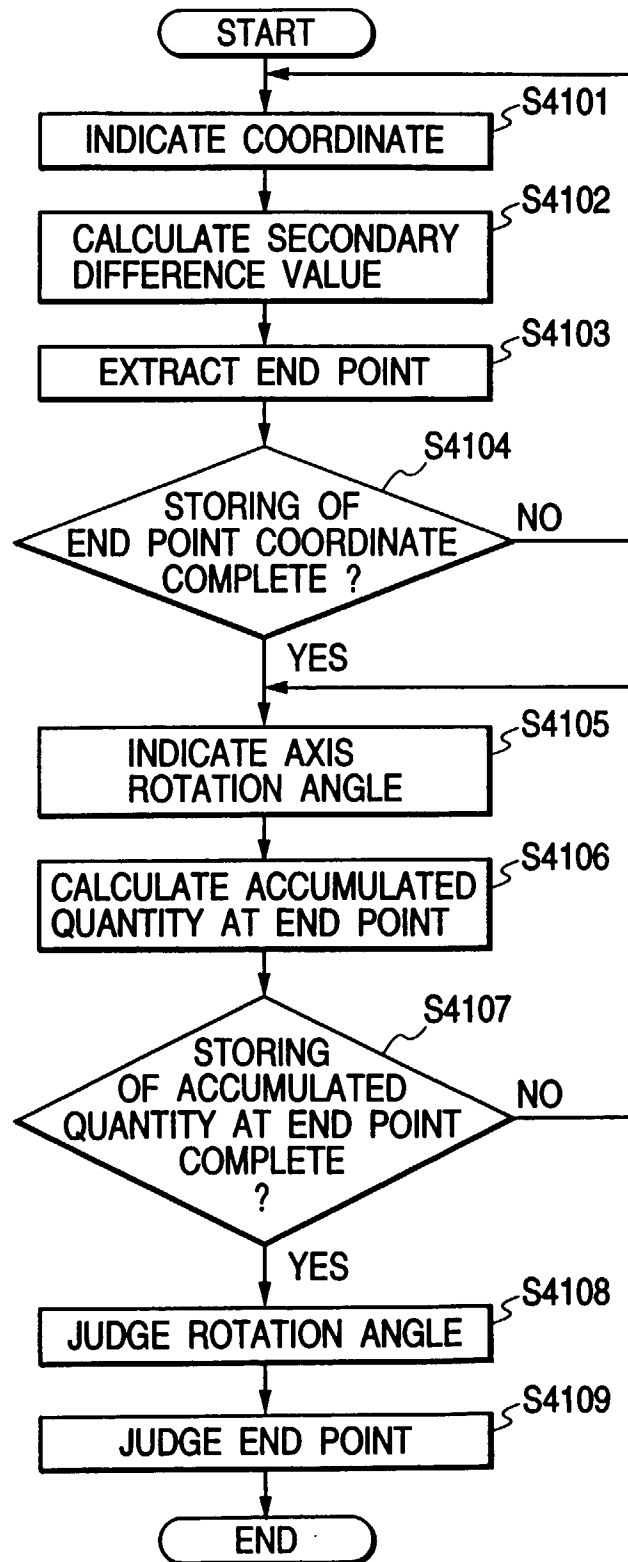 START
S4101
INDICATE COORDINATE
S4102
CALCULATE SECONDARY
DIFFERENCE VALUE
S4103
EXTRACT END POINT
S4104
STORING OF
END POINT COORDINATE
COMPLETE ?
NO
YES
S4105
INDICATE AXIS
ROTATION ANGLE
S4106
CALCULATE ACCUMULATED
QUANTITY AT END POINT
S4107
STORING
OF ACCUMULATED
QUANTITY AT END POINT
COMPLETE
?
NO
YES
S4108
JUDGE ROTATION ANGLE
S4109
JUDGE END POINT
END